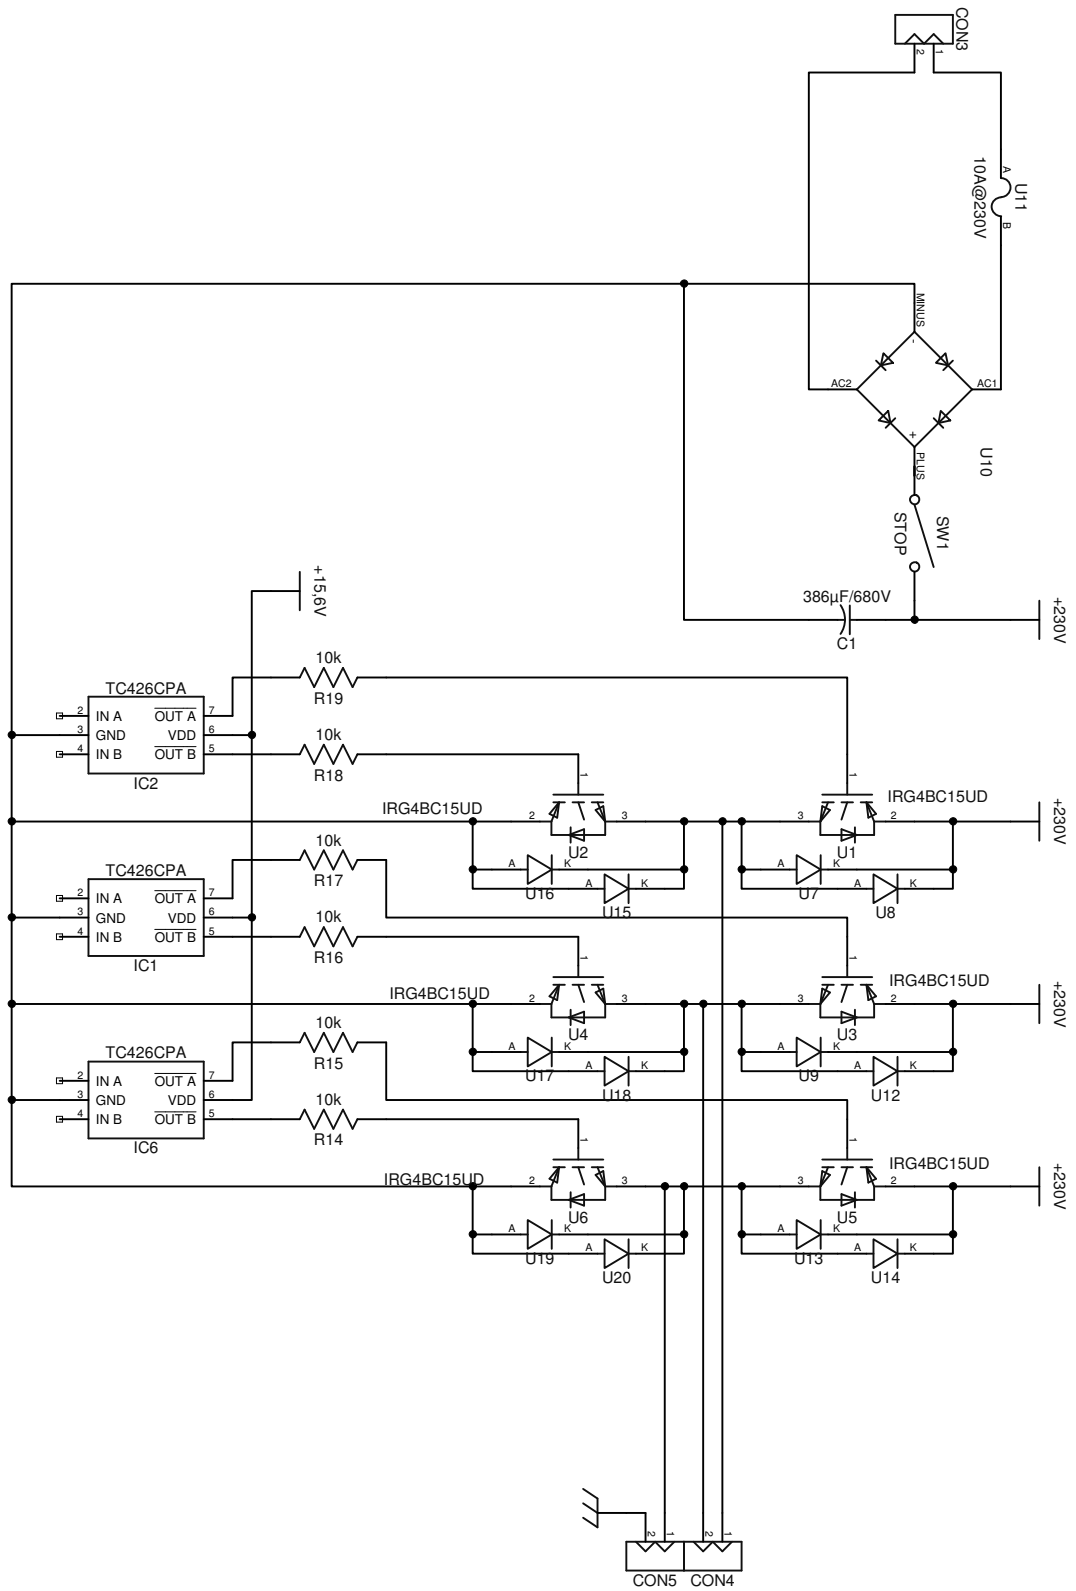 CON3
2
1
A
U11
10A@230V
B
MINUS
-
AC2
AC1
+
PLUS
U10
SW1
STOP
+15,6V
386µF/680V
C1
+230V
10k
R19
TC426CPA
2 IN A OUT A 7
3 GND VDD 6
4 IN B OUT B 5
IC2
10k
R18
1
1
IRG4BC15UD
2
3
U2
IRG4BC15UD
3
2
U1
+230V
A
K
U16
A
K
U15
A
K
U7
A
K
U8
10k
R17
TC426CPA
2 IN A OUT A 7
3 GND VDD 6
4 IN B OUT B 5
IC1
10k
R16
1
1
IRG4BC15UD
2
3
U4
IRG4BC15UD
3
2
U3
+230V
A
K
U17
A
K
U18
A
K
U9
A
K
U12
10k
R15
TC426CPA
2 IN A OUT A 7
3 GND VDD 6
4 IN B OUT B 5
IC6
10k
R14
1
1
IRG4BC15UD
2
3
U6
IRG4BC15UD
3
2
U5
+230V
A
K
U19
A
K
U20
A
K
U13
A
K
U14
2
1
2
1
CON5
CON4